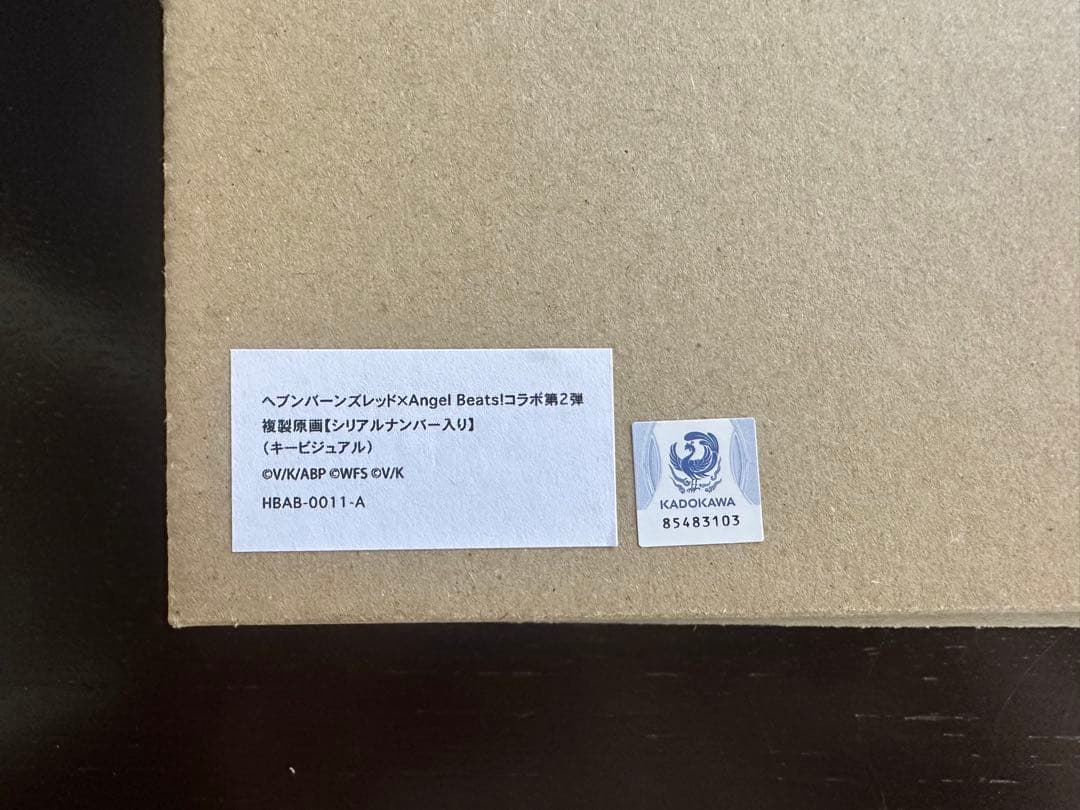 ヘブンバーンズレッド×Angel Beats!コラボ第2弾
複製原画【シリアルナンバー入り】
(キービジュアル)
©V/K/ABP ©WFS ©V/K
HBAB-0011-A
KADOKAWA
85483103